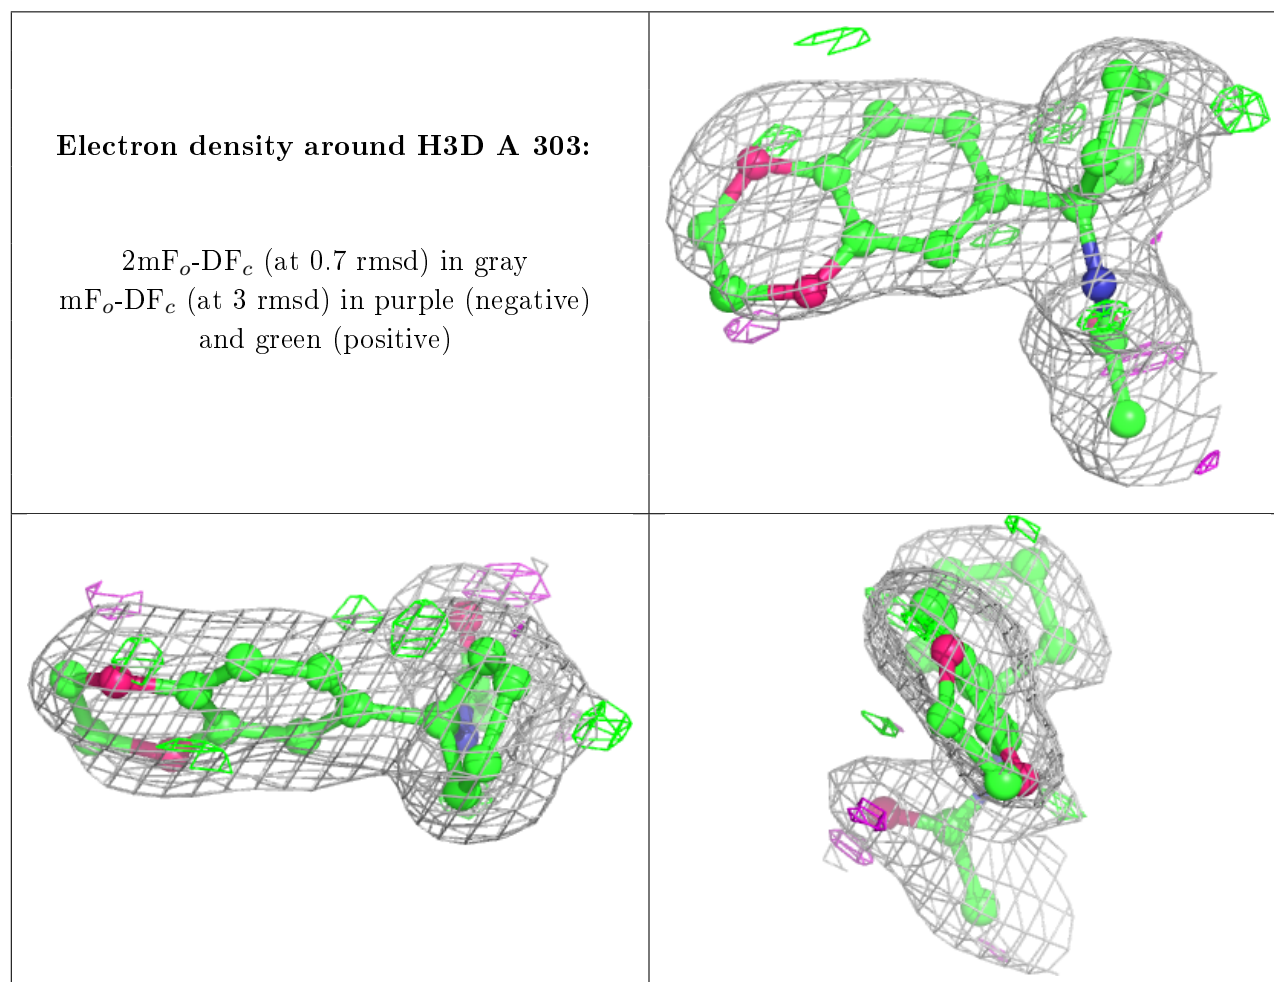 Electron density around H3D A 303:
2mFₒ-DF𝒸 (at 0.7 rmsd) in gray
mFₒ-DF𝒸 (at 3 rmsd) in purple (negative)
and green (positive)